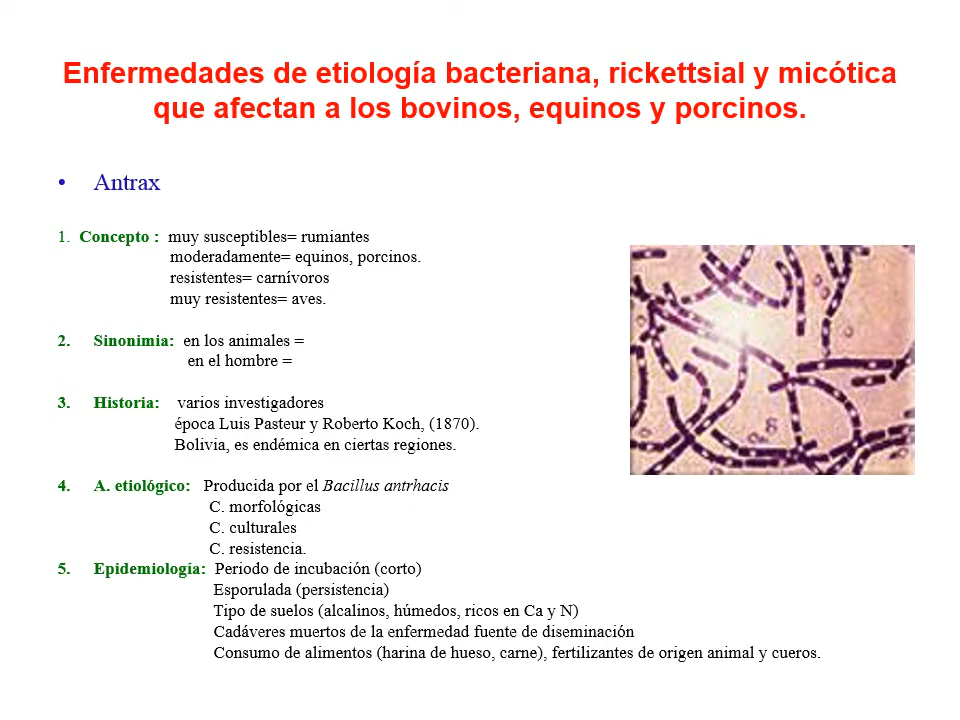 Enfermedades de etiología bacteriana, rickettsial y micótica
que afectan a los bovinos, equinos y porcinos.
• Antrax
1. Concepto : muy susceptibles= rumiantes
moderadamente= equinos, porcinos.
resistentes= carnívoros
muy resistentes= aves.
2. Sinonimia: en los animales =
en el hombre =
3. Historia: varios investigadores
época Luis Pasteur y Roberto Koch, (1870).
Bolivia, es endémica en ciertas regiones.
4. A. etiológico: Producida por el Bacillus antrhacis
C. morfológicas
C. culturales
C. resistencia.
5. Epidemiología: Periodo de incubación (corto)
Esporulada (persistencia)
Tipo de suelos (alcalinos, húmedos, ricos en Ca y N)
Cadáveres muertos de la enfermedad fuente de diseminación
Consumo de alimentos (harina de hueso, carne), fertilizantes de origen animal y cueros.